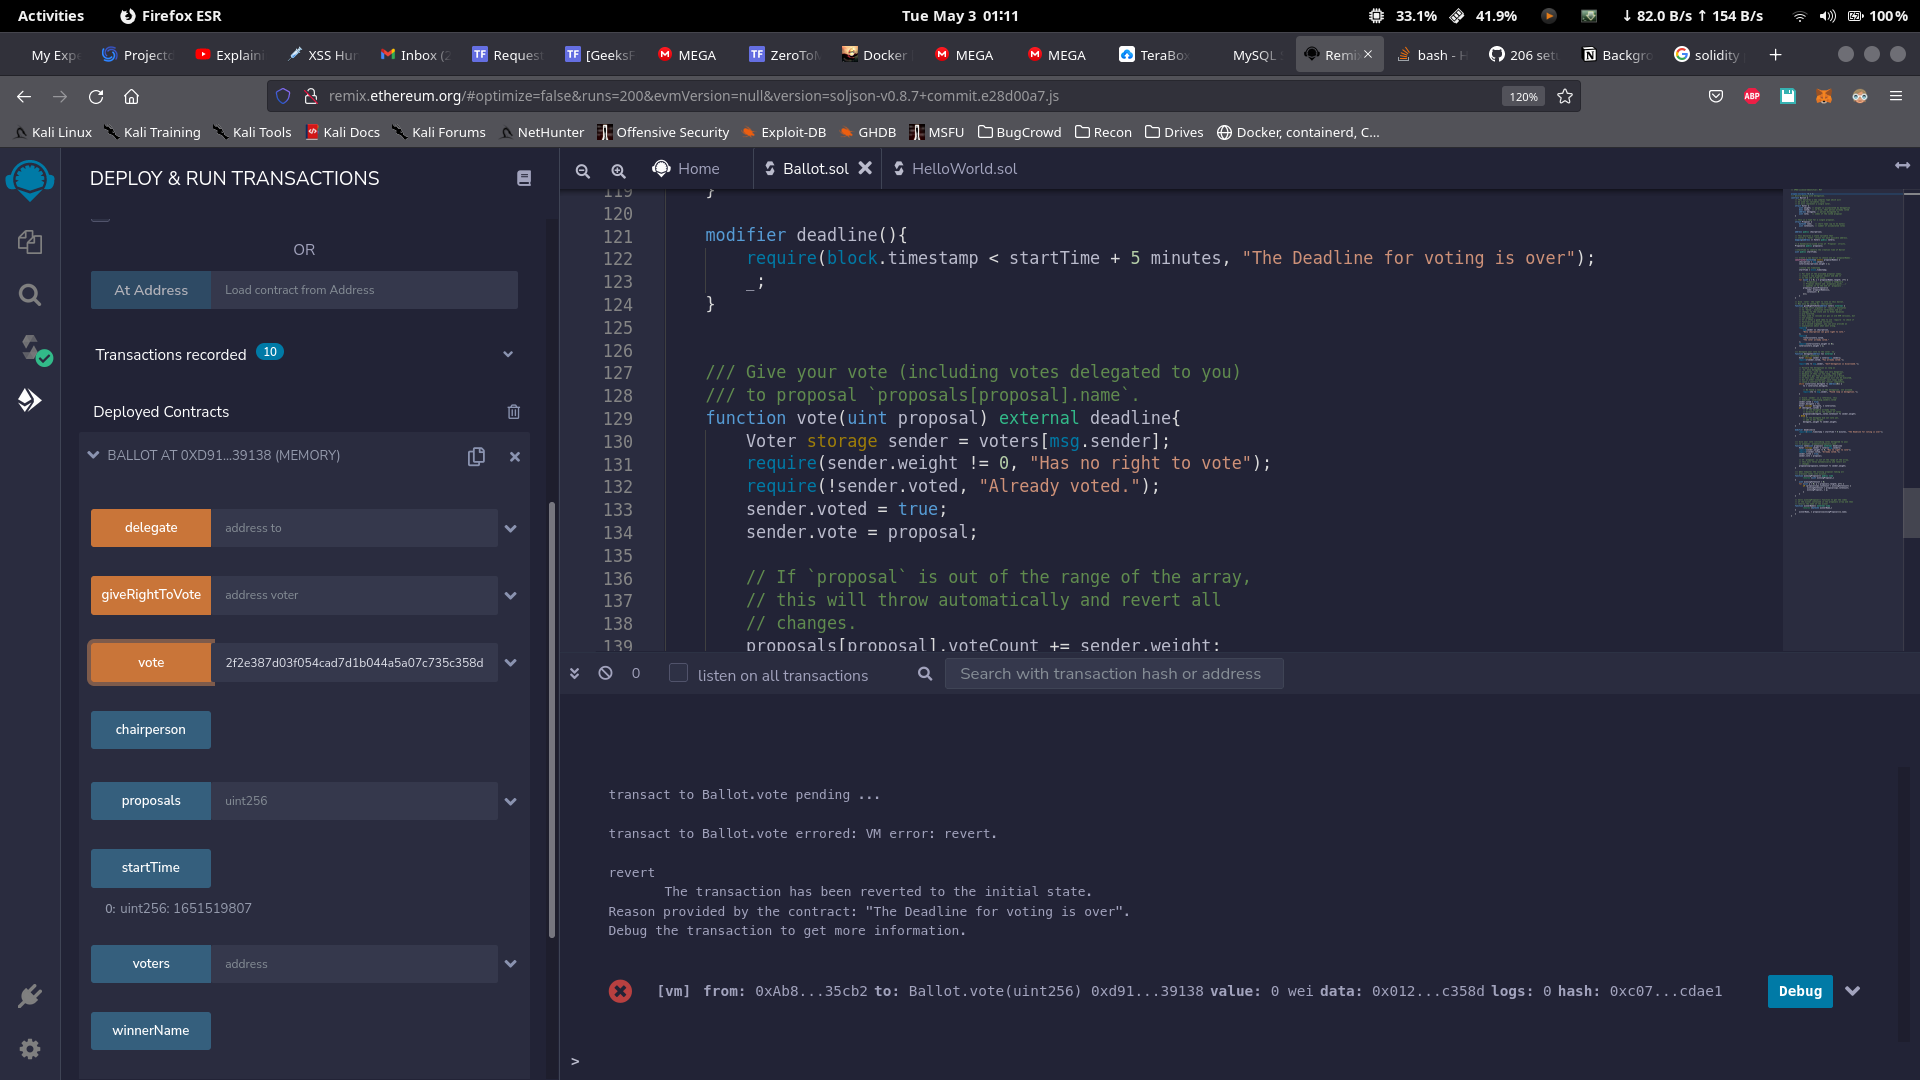 Activities
Firefox ESR
Tue May 3 01:11
33.1%
41.9%
↓ 82.0 B/s ↑ 154 B/s
100 %
My Expe
Projecto
Explaini
XSS Hun
Inbox (2
Request
[GeeksF
MEGA
ZeroToM
Docker
MEGA
MEGA
TeraBox
MySQL
Remi
bash - H
206 setu
Backgro
solidity
remix.ethereum.org/#optimize=false&runs=200&evmVersion=null&version=soljson-v0.8.7+commit.e28d00a7.js
120%
ABP
Kali Linux
Kali Training
Kali Tools
Kali Docs
Kali Forums
NetHunter
Offensive Security
Exploit-DB
GHDB
MSFU
BugCrowd
Recon
Drives
Docker, containerd, C...
DEPLOY & RUN TRANSACTIONS
OR
At Address
Load contract from Address
Transactions recorded 10
Deployed Contracts
BALLOT AT 0XD91...39138 (MEMORY)
delegate
address to
giveRightToVote
address voter
vote
2f2e387d03f054cad7d1b044a5a07c735c358d
chairperson
proposals
uint256
startTime
0: uint256: 1651519807
voters
address
winnerName
Home
Ballot.sol
HelloWorld.sol
119 }
120
121 modifier deadline(){
122 require(block.timestamp < startTime + 5 minutes, "The Deadline for voting is over");
123 _;
124 }
125
126
127 /// Give your vote (including votes delegated to you)
128 /// to proposal `proposals[proposal].name`.
129 function vote(uint proposal) external deadline{
130 Voter storage sender = voters[msg.sender];
131 require(sender.weight != 0, "Has no right to vote");
132 require(!sender.voted, "Already voted.");
133 sender.voted = true;
134 sender.vote = proposal;
135
136 // If `proposal` is out of the range of the array,
137 // this will throw automatically and revert all
138 // changes.
139 proposals[proposal].voteCount += sender.weight;
0
listen on all transactions
Search with transaction hash or address
transact to Ballot.vote pending ...
transact to Ballot.vote errored: VM error: revert.
revert
The transaction has been reverted to the initial state.
Reason provided by the contract: "The Deadline for voting is over".
Debug the transaction to get more information.
[vm] from: 0xAb8...35cb2 to: Ballot.vote(uint256) 0xd91...39138 value: 0 wei data: 0x012...c358d logs: 0 hash: 0xc07...cdae1
Debug
>